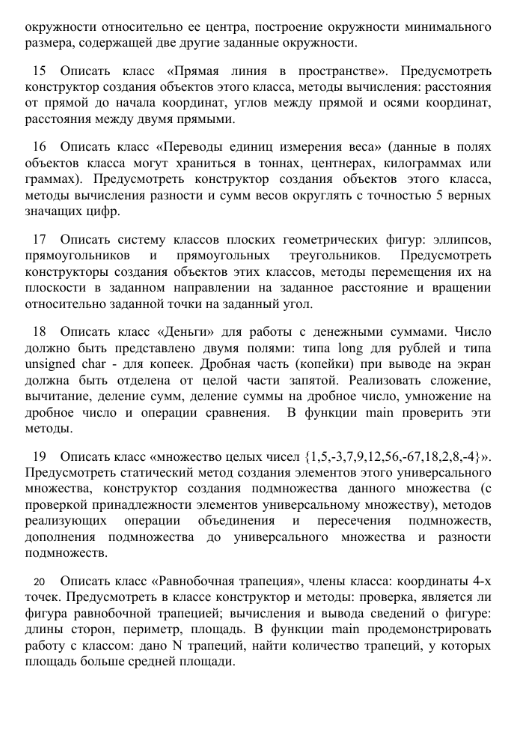 окружности относительно ее центра, построение окружности минимального
размера, содержащей две другие заданные окружности.
15 Описать класс «Прямая линия в пространстве». Предусмотреть
конструктор создания объектов этого класса, методы вычисления: расстояния
от прямой до начала координат, углов между прямой и осями координат,
расстояния между двумя прямыми.
16 Описать класс «Переводы единиц измерения веса» (данные в полях
объектов класса могут храниться в тоннах, центнерах, килограммах или
граммах). Предусмотреть конструктор создания объектов этого класса,
методы вычисления разности и сумм весов округлять с точностью 5 верных
значащих цифр.
17 Описать систему классов плоских геометрических фигур: эллипсов,
прямоугольников и прямоугольных треугольников. Предусмотреть
конструкторы создания объектов этих классов, методы перемещения их на
плоскости в заданном направлении на заданное расстояние и вращении
относительно заданной точки на заданный угол.
18 Описать класс «Деньги» для работы с денежными суммами. Число
должно быть представлено двумя полями: типа long для рублей и типа
unsigned char - для копеек. Дробная часть (копейки) при выводе на экран
должна быть отделена от целой части запятой. Реализовать сложение,
вычитание, деление сумм, деление суммы на дробное число, умножение на
дробное число и операции сравнения. В функции main проверить эти
методы.
19 Описать класс «множество целых чисел {1,5,-3,7,9,12,56,-67,18,2,8,-4}».
Предусмотреть статический метод создания элементов этого универсального
множества, конструктор создания подмножества данного множества (с
проверкой принадлежности элементов универсальному множеству), методов
реализующих операции объединения и пересечения подмножеств,
дополнения подмножества до универсального множества и разности
подмножеств.
20 Описать класс «Равнобочная трапеция», члены класса: координаты 4-х
точек. Предусмотреть в классе конструктор и методы: проверка, является ли
фигура равнобочной трапецией; вычисления и вывода сведений о фигуре:
длины сторон, периметр, площадь. В функции main продемонстрировать
работу с классом: дано N трапеций, найти количество трапеций, у которых
площадь больше средней площади.